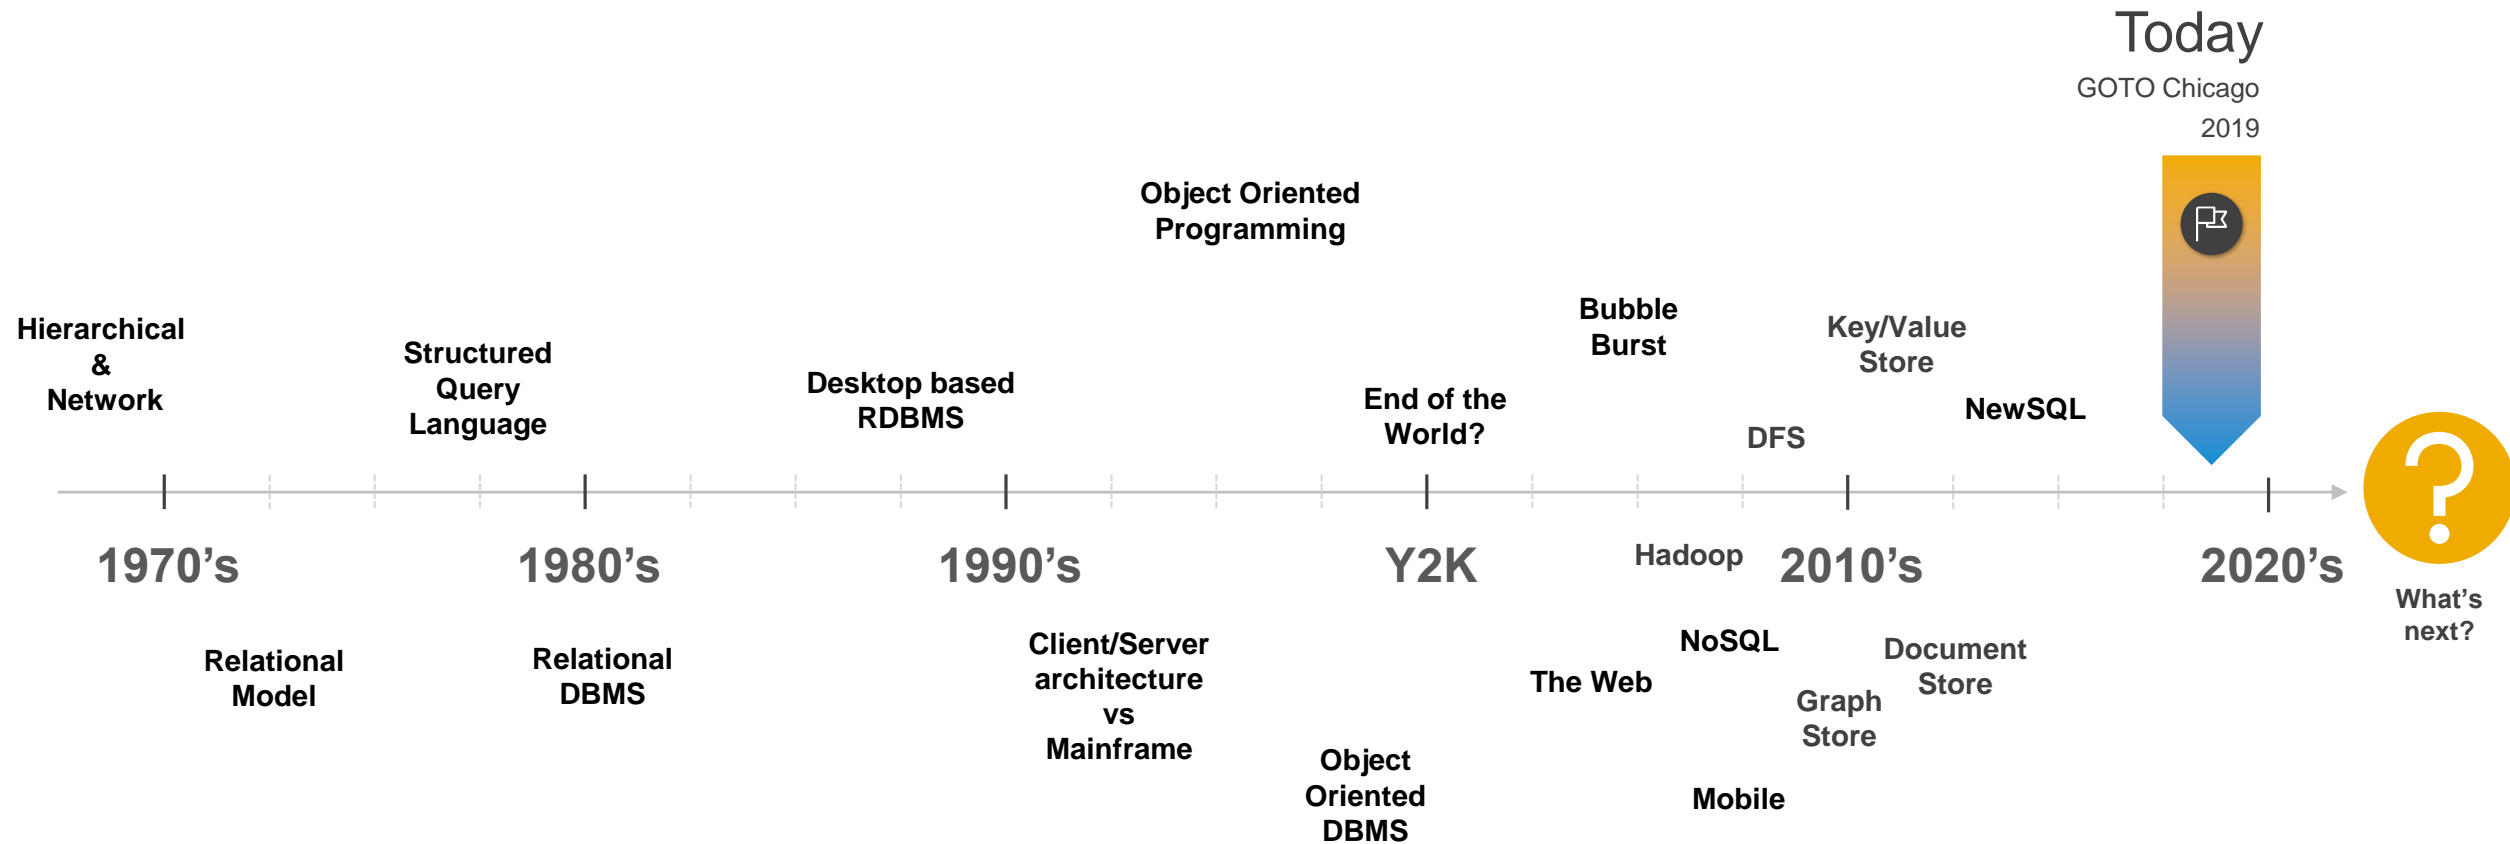 Today
GOTO Chicago
2019
Object Oriented
Programming
Hierarchical
&
Network
Structured
Query
Language
Desktop based
RDBMS
End of the
World?
Bubble
Burst
Key/Value
Store
DFS
NewSQL
?
1970's
1980's
1990's
Y2K
Hadoop
2010's
2020's
What's
next?
Relational
Model
Relational
DBMS
Client/Server
architecture
vs
Mainframe
Object
Oriented
DBMS
The Web
NoSQL
Mobile
Graph
Store
Document
Store